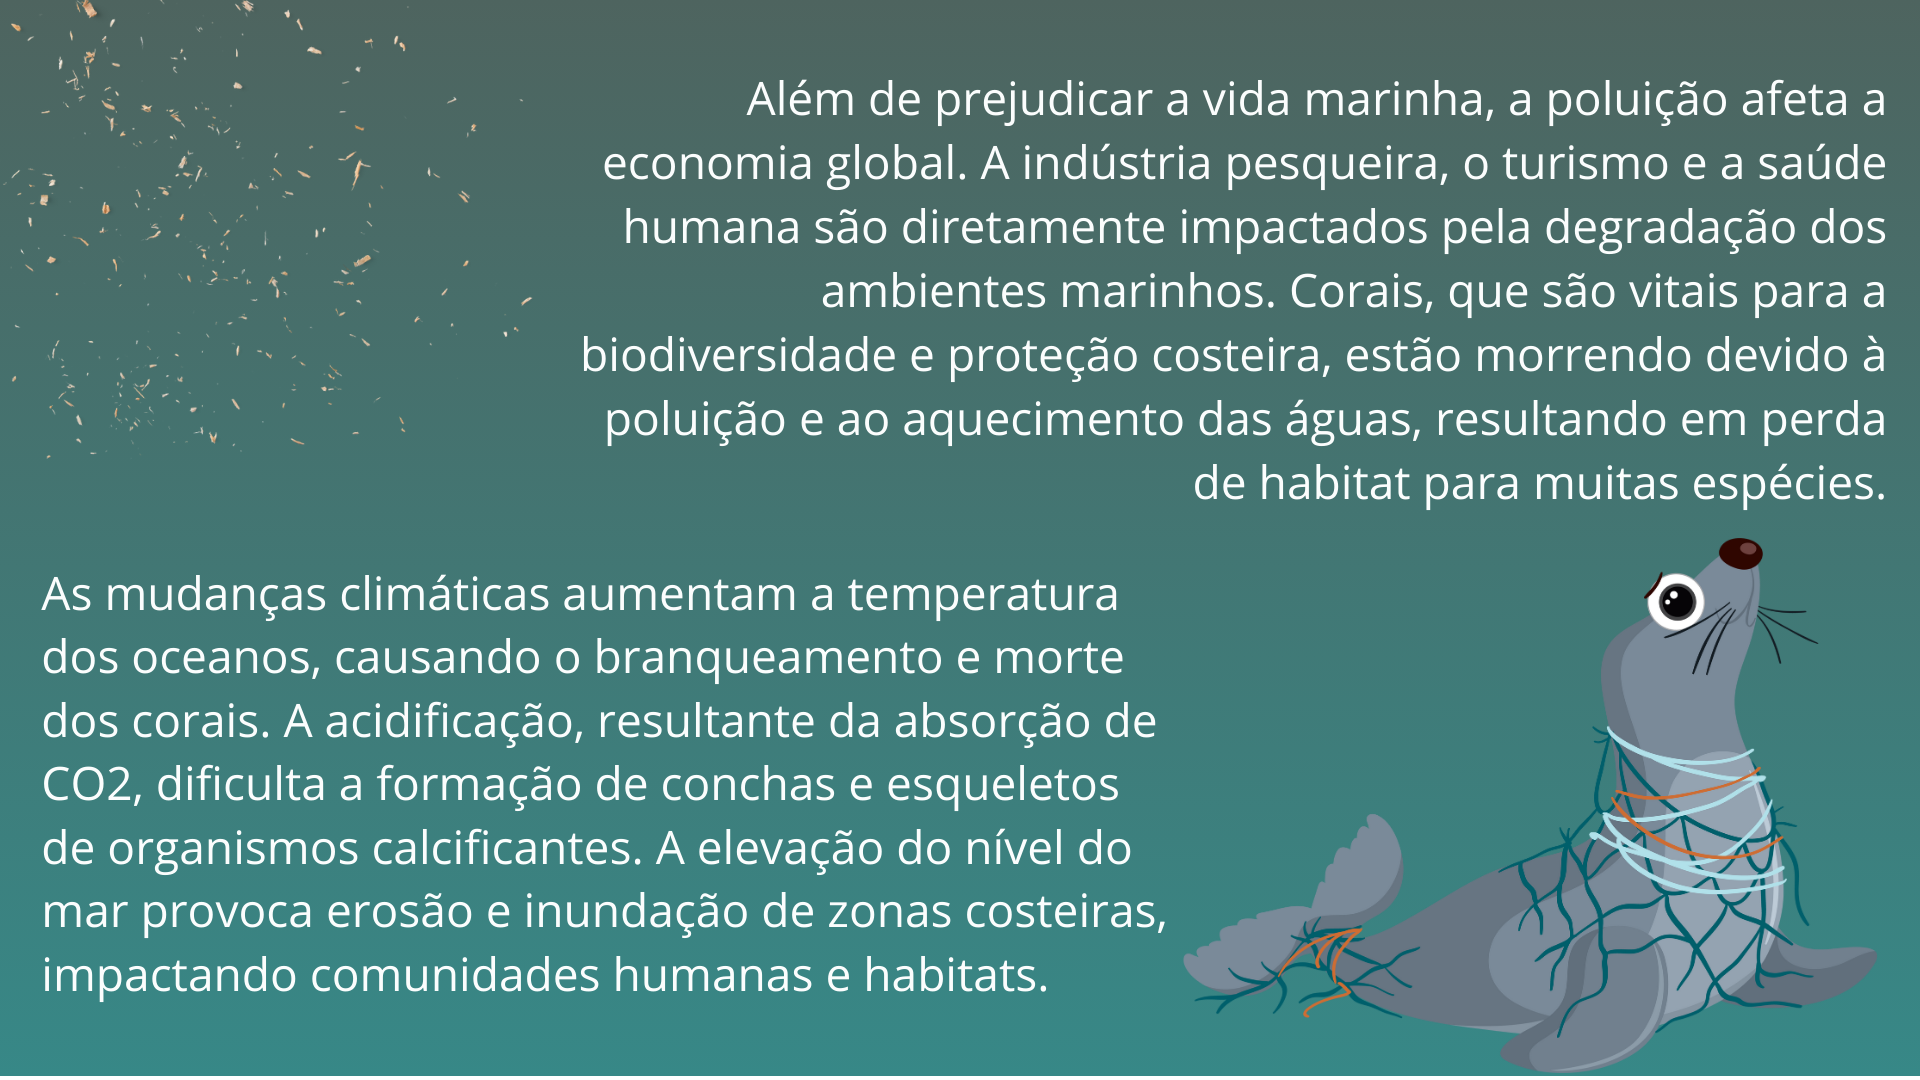 Além de prejudicar a vida marinha, a poluição afeta a
economia global. A indústria pesqueira, o turismo e a saúde
humana são diretamente impactados pela degradação dos
ambientes marinhos. Corais, que são vitais para a
biodiversidade e proteção costeira, estão morrendo devido à
poluição e ao aquecimento das águas, resultando em perda
de habitat para muitas espécies.
As mudanças climáticas aumentam a temperatura
dos oceanos, causando o branqueamento e morte
dos corais. A acidificação, resultante da absorção de
CO2, dificulta a formação de conchas e esqueletos
de organismos calcificantes. A elevação do nível do
mar provoca erosão e inundação de zonas costeiras,
impactando comunidades humanas e habitats.